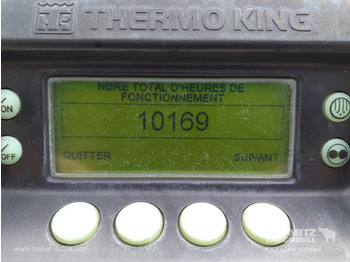 THERMO KING
NBRE TOTAL D'HEURES DE
FONCTIONNEMENT
10169
QUITTER SUIVANT
ON
OFF